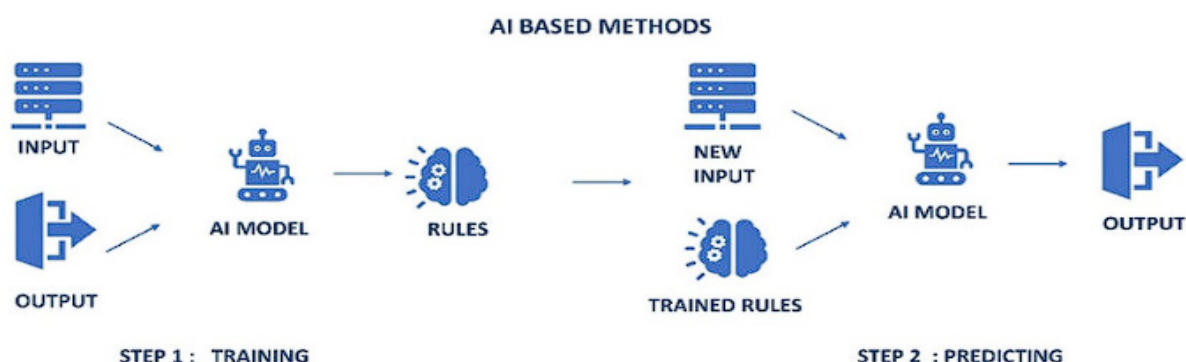 AI BASED METHODS
INPUT
OUTPUT
AI MODEL
RULES
STEP 1 : TRAINING
NEW
INPUT
TRAINED RULES
AI MODEL
OUTPUT
STEP 2 : PREDICTING